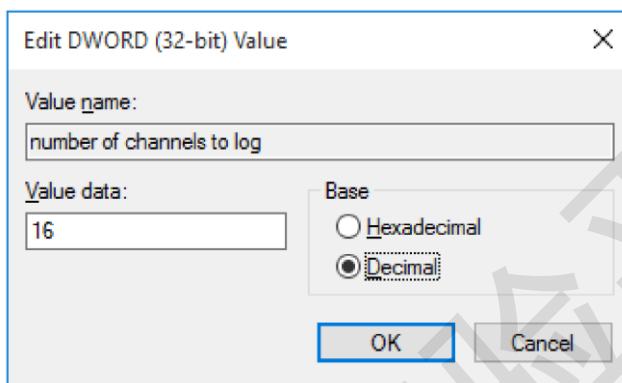 Edit DWORD (32-bit) Value
Value name:
number of channels to log
Value data:
16
Base
Hexadecimal
Decimal
OK
Cancel